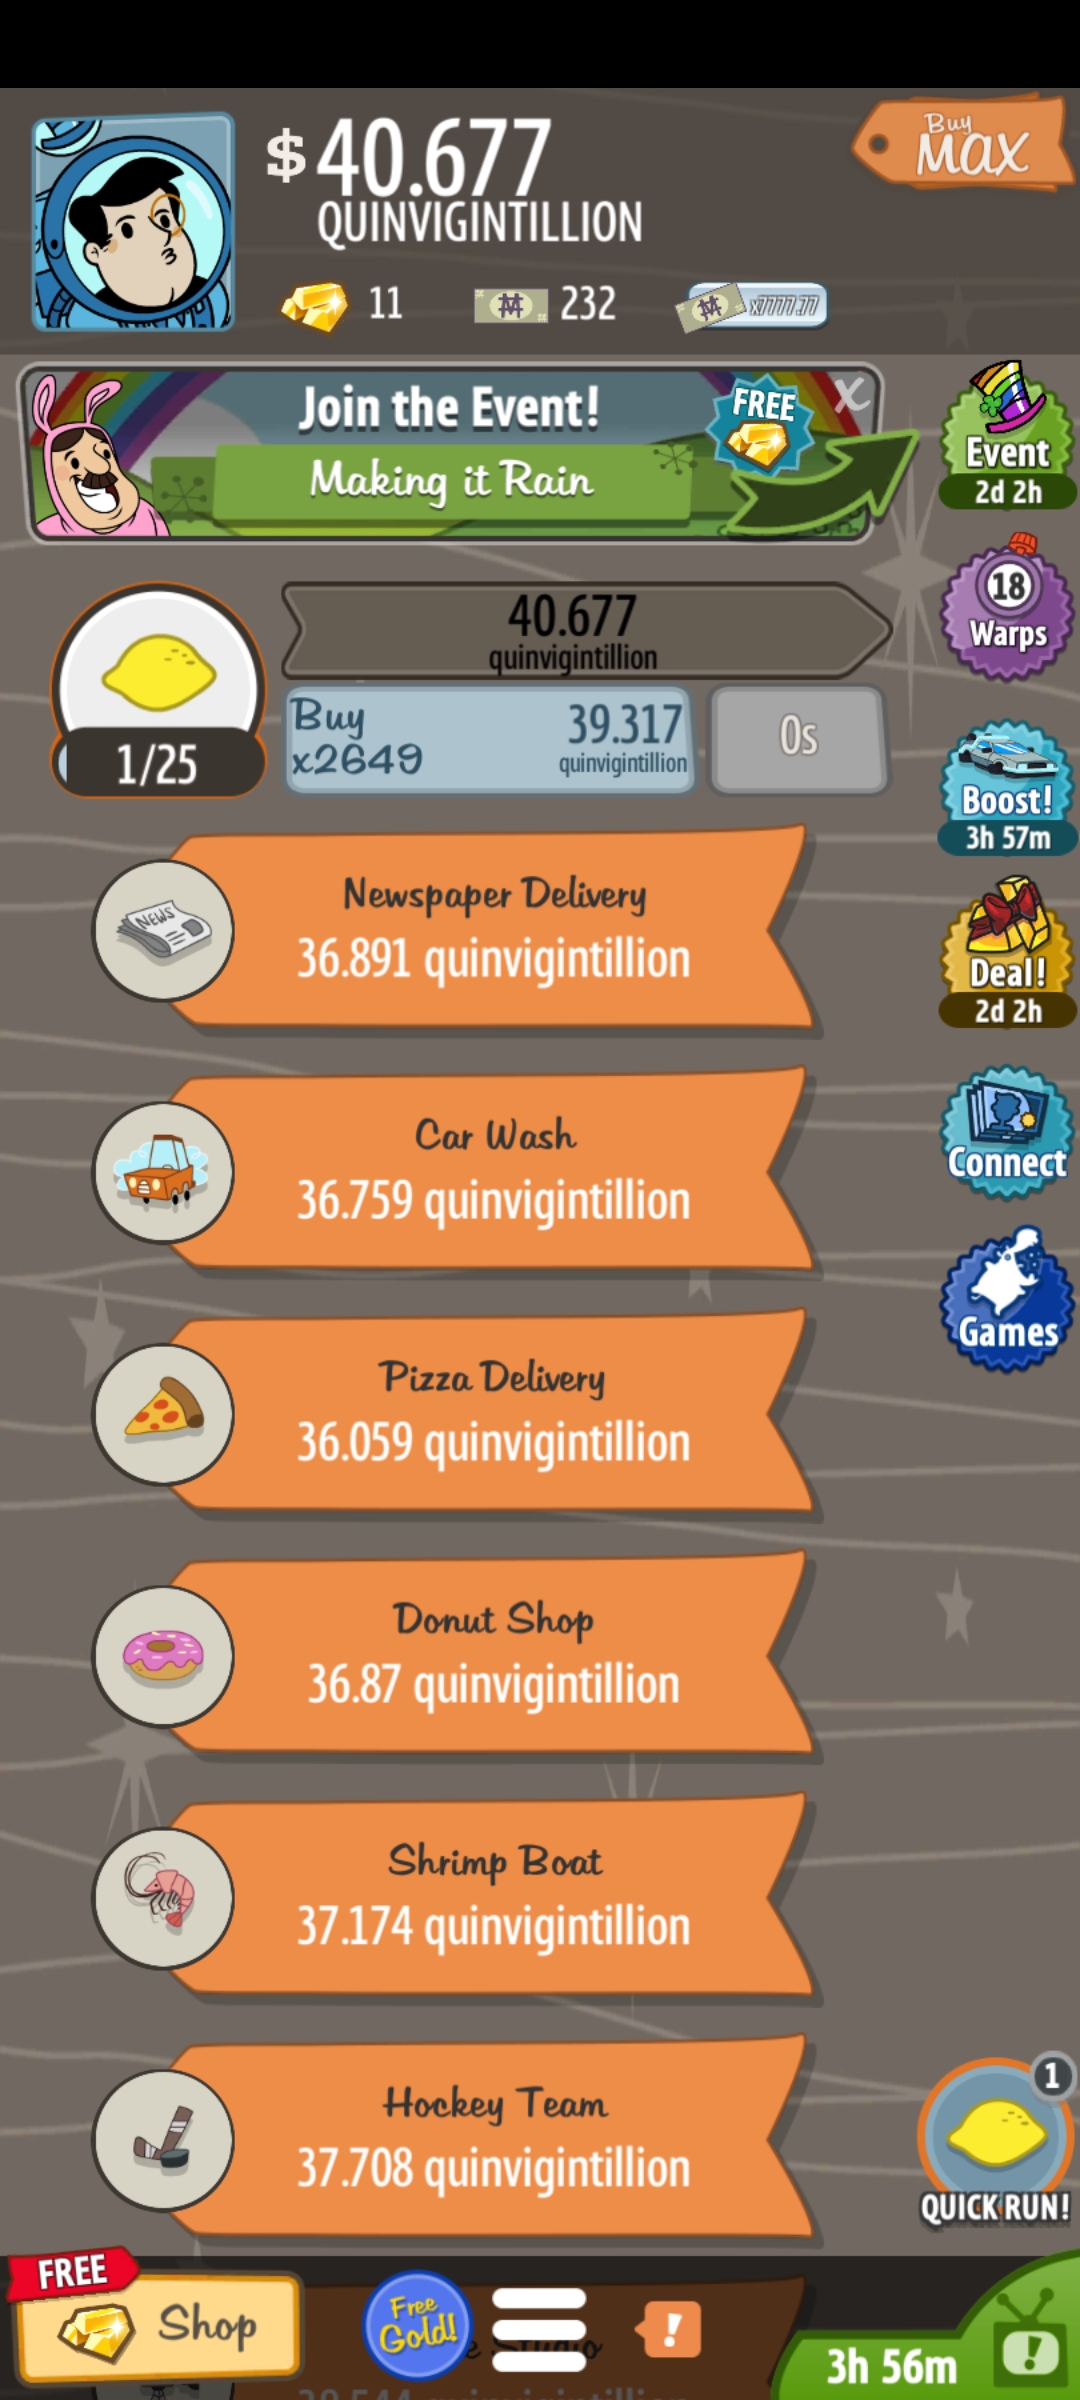 $ 40.677
QUINVIGINTILLION
Buy
MAX
11
232
x7777.77
Join the Event!
Making it Rain
FREE
X
Event
2d 2h
18
Warps
40.677
quinvigintillion
Buy
x2649
39.317
quinvigintillion
0s
1/25
Boost!
3h 57m
NEWS
Newspaper Delivery
36.891 quinvigintillion
Deal!
2d 2h
Car Wash
36.759 quinvigintillion
Connect
Games
Pizza Delivery
36.059 quinvigintillion
Donut Shop
36.87 quinvigintillion
Shrimp Boat
37.174 quinvigintillion
Hockey Team
37.708 quinvigintillion
1
QUICK RUN!
FREE
Shop
Free
Gold!
!
3h 56m
!